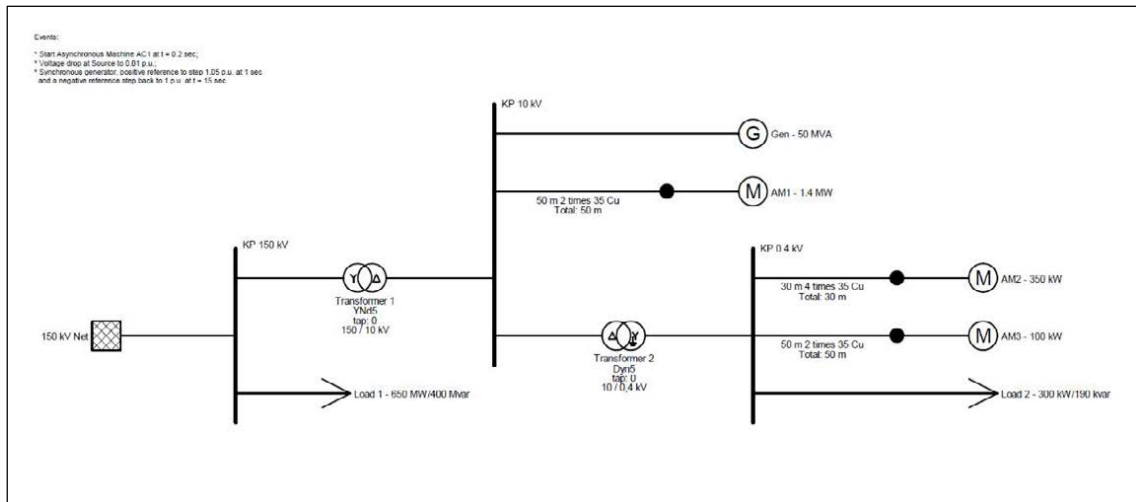 Events:
* Start Asynchronous Machine AC1 at t = 0.2 sec;
* Voltage drop at Source to 0.01 p.u.;
* Synchronous generator, positive reference to step 1.05 p.u. at 1 sec
and a negative reference step back to 1 p.u. at t = 15 sec
KP 10 kV
G
Gen - 50 MVA
M
AM1 - 1.4 MW
50 m 2 times 35 Cu
Total: 50 m
KP 150 kV
KP 0.4 kV
Y Δ
Transformer 1
YNd5
tap: 0
150 / 10 kV
M
AM2 - 350 kW
30 m 4 times 35 Cu
Total: 30 m
150 kV Net
Δ Y
Transformer 2
Dyn5
tap: 0
10 / 0,4 kV
M
AM3 - 100 kW
50 m 2 times 35 Cu
Total: 50 m
Load 1 - 650 MW/400 Mvar
Load 2 - 300 kW/190 kvar